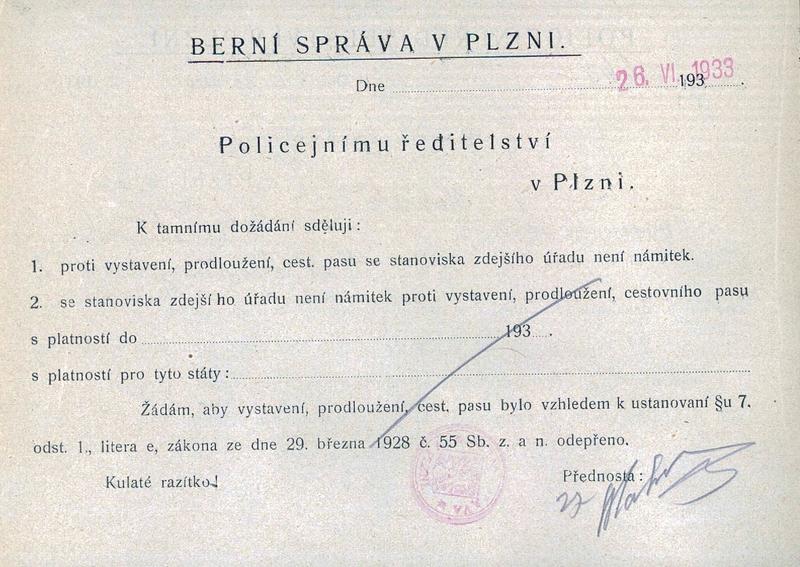 BERNÍ SPRÁVA V PLZNI.
Dne 26. VI. 1933 193 .
Policejnímu ředitelství
v Plzni.
K tamnímu dožádání sděluji:
1. proti vystavení, prodloužení, cest. pasu se stanoviska zdejšího úřadu není námitek.
2. se stanoviska zdejší ho úřadu není námitek proti vystavení, prodloužení, cestovního pasu
s platností do 193 .
s platností pro tyto státy:
Žádám, aby vystavení, prodloužení, cest. pasu bylo vzhledem k ustanovaní §u 7.
odst. 1., litera e, zákona ze dne 29. března 1928 č. 55 Sb. z. a n. odepřeno.
Kulaté razítko!
Přednosta: